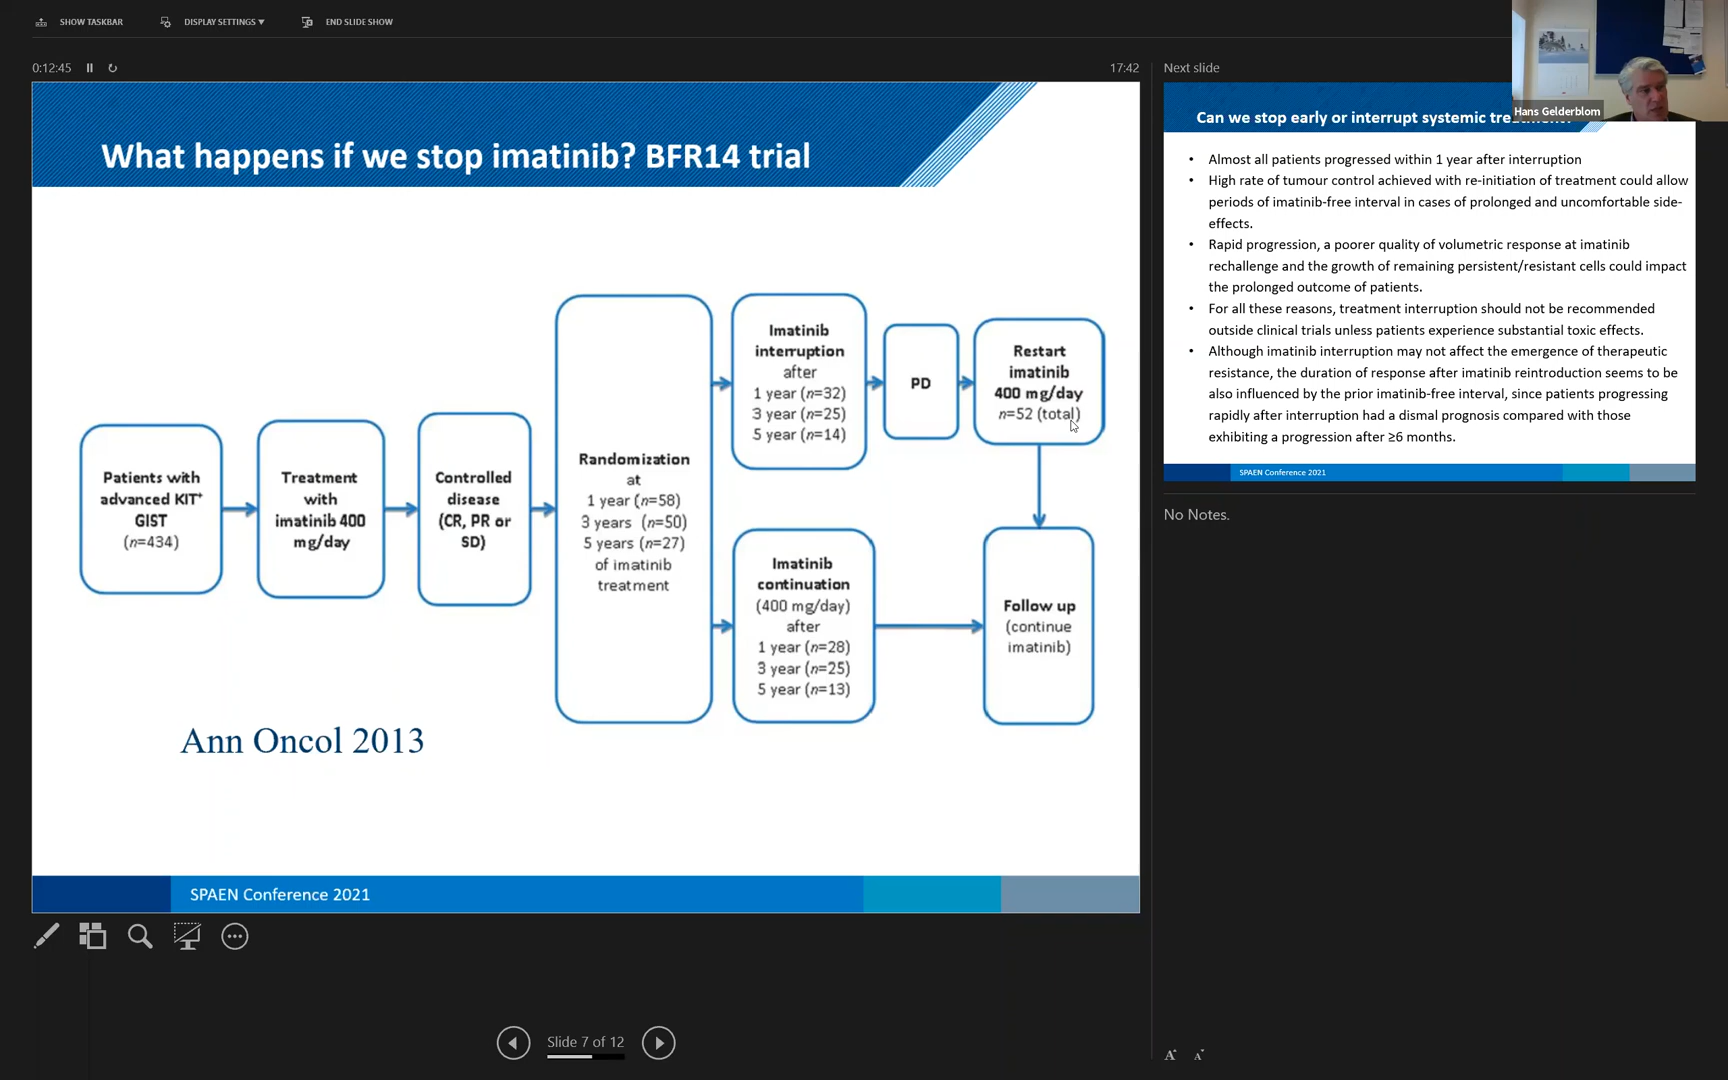 SHOW TASKBAR
DISPLAY SETTINGS ▾
END SLIDE SHOW
0:12:45
17:42
What happens if we stop imatinib? BFR14 trial
Patients with
advanced KIT⁺
GIST
(n=434)
Treatment
with
imatinib 400
mg/day
Controlled
disease
(CR, PR or
SD)
Randomization
at
1 year (n=58)
3 years (n=50)
5 years (n=27)
of imatinib
treatment
Imatinib
interruption
after
1 year (n=32)
3 year (n=25)
5 year (n=14)
PD
Restart
imatinib
400 mg/day
n=52 (total)
Imatinib
continuation
(400 mg/day)
after
1 year (n=28)
3 year (n=25)
5 year (n=13)
Follow up
(continue
imatinib)
Ann Oncol 2013
SPAEN Conference 2021
Slide 7 of 12
Next slide
Hans Gelderblom
Can we stop early or interrupt systemic
• Almost all patients progressed within 1 year after interruption
• High rate of tumour control achieved with re-initiation of treatment could allow
periods of imatinib-free interval in cases of prolonged and uncomfortable side-
effects.
• Rapid progression, a poorer quality of volumetric response at imatinib
rechallenge and the growth of remaining persistent/resistant cells could impact
the prolonged outcome of patients.
• For all these reasons, treatment interruption should not be recommended
outside clinical trials unless patients experience substantial toxic effects.
• Although imatinib interruption may not affect the emergence of therapeutic
resistance, the duration of response after imatinib reintroduction seems to be
also influenced by the prior imatinib-free interval, since patients progressing
rapidly after interruption had a dismal prognosis compared with those
exhibiting a progression after ≥6 months.
SPAEN Conference 2021
No Notes.
A A